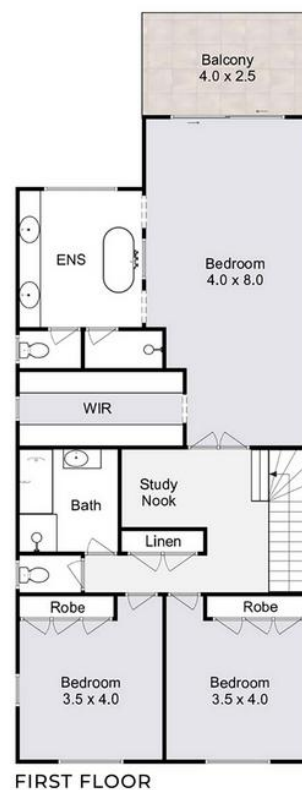 Balcony
4.0 x 2.5
ENS
Bedroom
4.0 x 8.0
WIR
Study
Nook
Bath
Linen
Robe
Robe
Bedroom
3.5 x 4.0
Bedroom
3.5 x 4.0
FIRST FLOOR